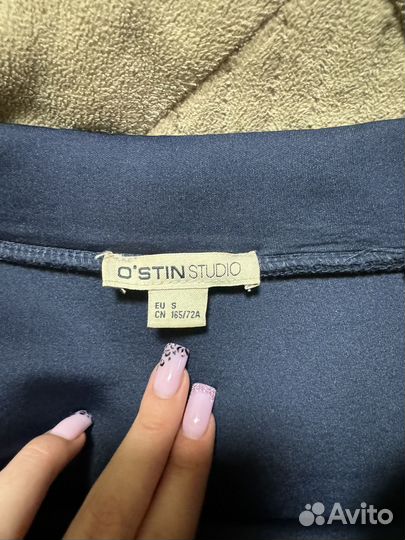 O'STIN STUDIO
EU S
CN 165/72A
Avito